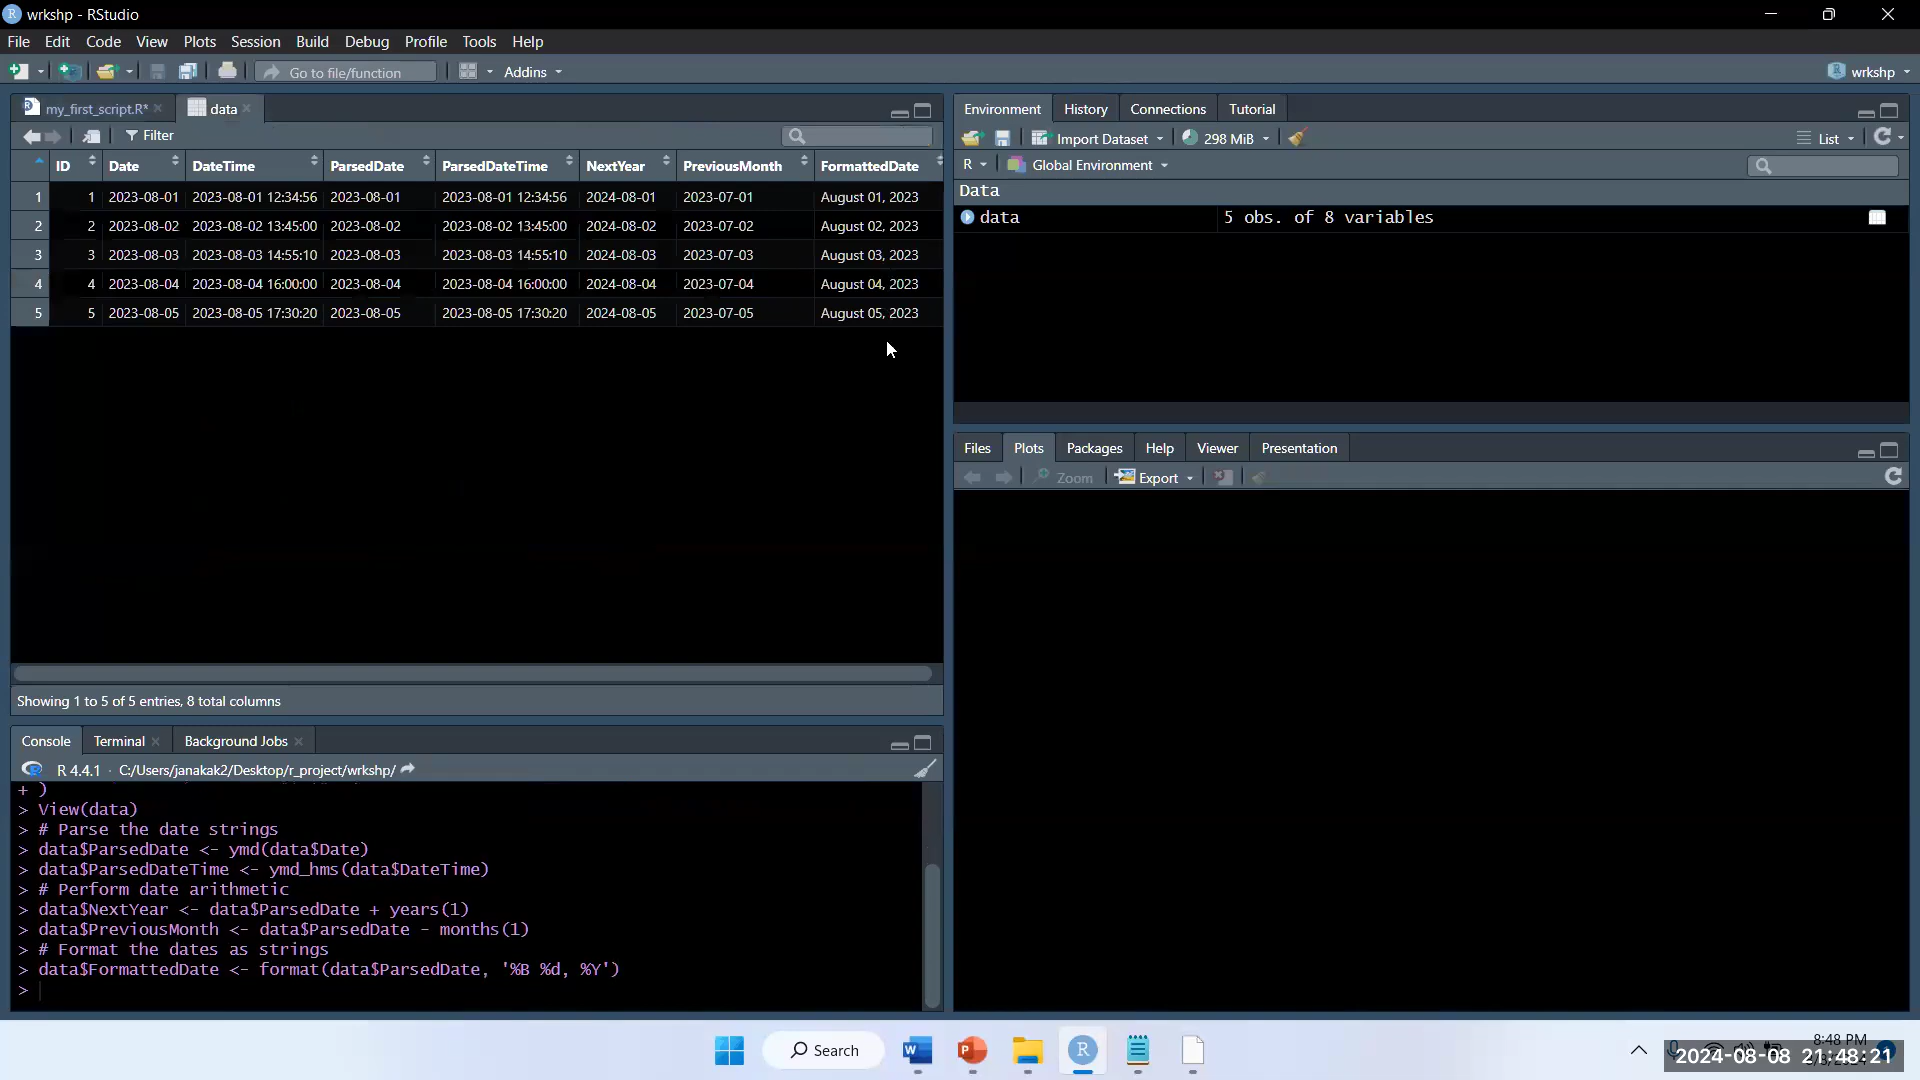 wrkshp - RStudio
File Edit Code View Plots Session Build Debug Profile Tools Help
Go to file/function Addins wrkshp
my_first_script.R* data
Filter
ID Date DateTime ParsedDate ParsedDateTime NextYear PreviousMonth FormattedDate
1 1 2023-08-01 2023-08-01 12:34:56 2023-08-01 2023-08-01 12:34:56 2024-08-01 2023-07-01 August 01, 2023
2 2 2023-08-02 2023-08-02 13:45:00 2023-08-02 2023-08-02 13:45:00 2024-08-02 2023-07-02 August 02, 2023
3 3 2023-08-03 2023-08-03 14:55:10 2023-08-03 2023-08-03 14:55:10 2024-08-03 2023-07-03 August 03, 2023
4 4 2023-08-04 2023-08-04 16:00:00 2023-08-04 2023-08-04 16:00:00 2024-08-04 2023-07-04 August 04, 2023
5 5 2023-08-05 2023-08-05 17:30:20 2023-08-05 2023-08-05 17:30:20 2024-08-05 2023-07-05 August 05, 2023
Showing 1 to 5 of 5 entries, 8 total columns
Console Terminal Background Jobs
R 4.4.1 · C:/Users/janakak2/Desktop/r_project/wrkshp/
+ )
> View(data)
> # Parse the date strings
> data$ParsedDate <- ymd(data$Date)
> data$ParsedDateTime <- ymd_hms(data$DateTime)
> # Perform date arithmetic
> data$NextYear <- data$ParsedDate + years(1)
> data$PreviousMonth <- data$ParsedDate - months(1)
> # Format the dates as strings
> data$FormattedDate <- format(data$ParsedDate, '%B %d, %Y')
>
Environment History Connections Tutorial
Import Dataset 298 MiB List
R Global Environment
Data
data 5 obs. of 8 variables
Files Plots Packages Help Viewer Presentation
Zoom Export
Search
8:48 PM
2024-08-08 21:48:21